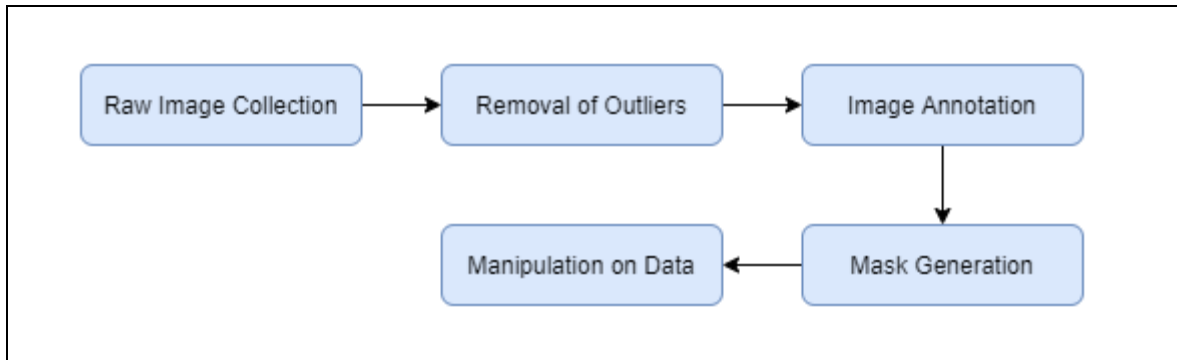 Raw Image Collection
Removal of Outliers
Image Annotation
Mask Generation
Manipulation on Data